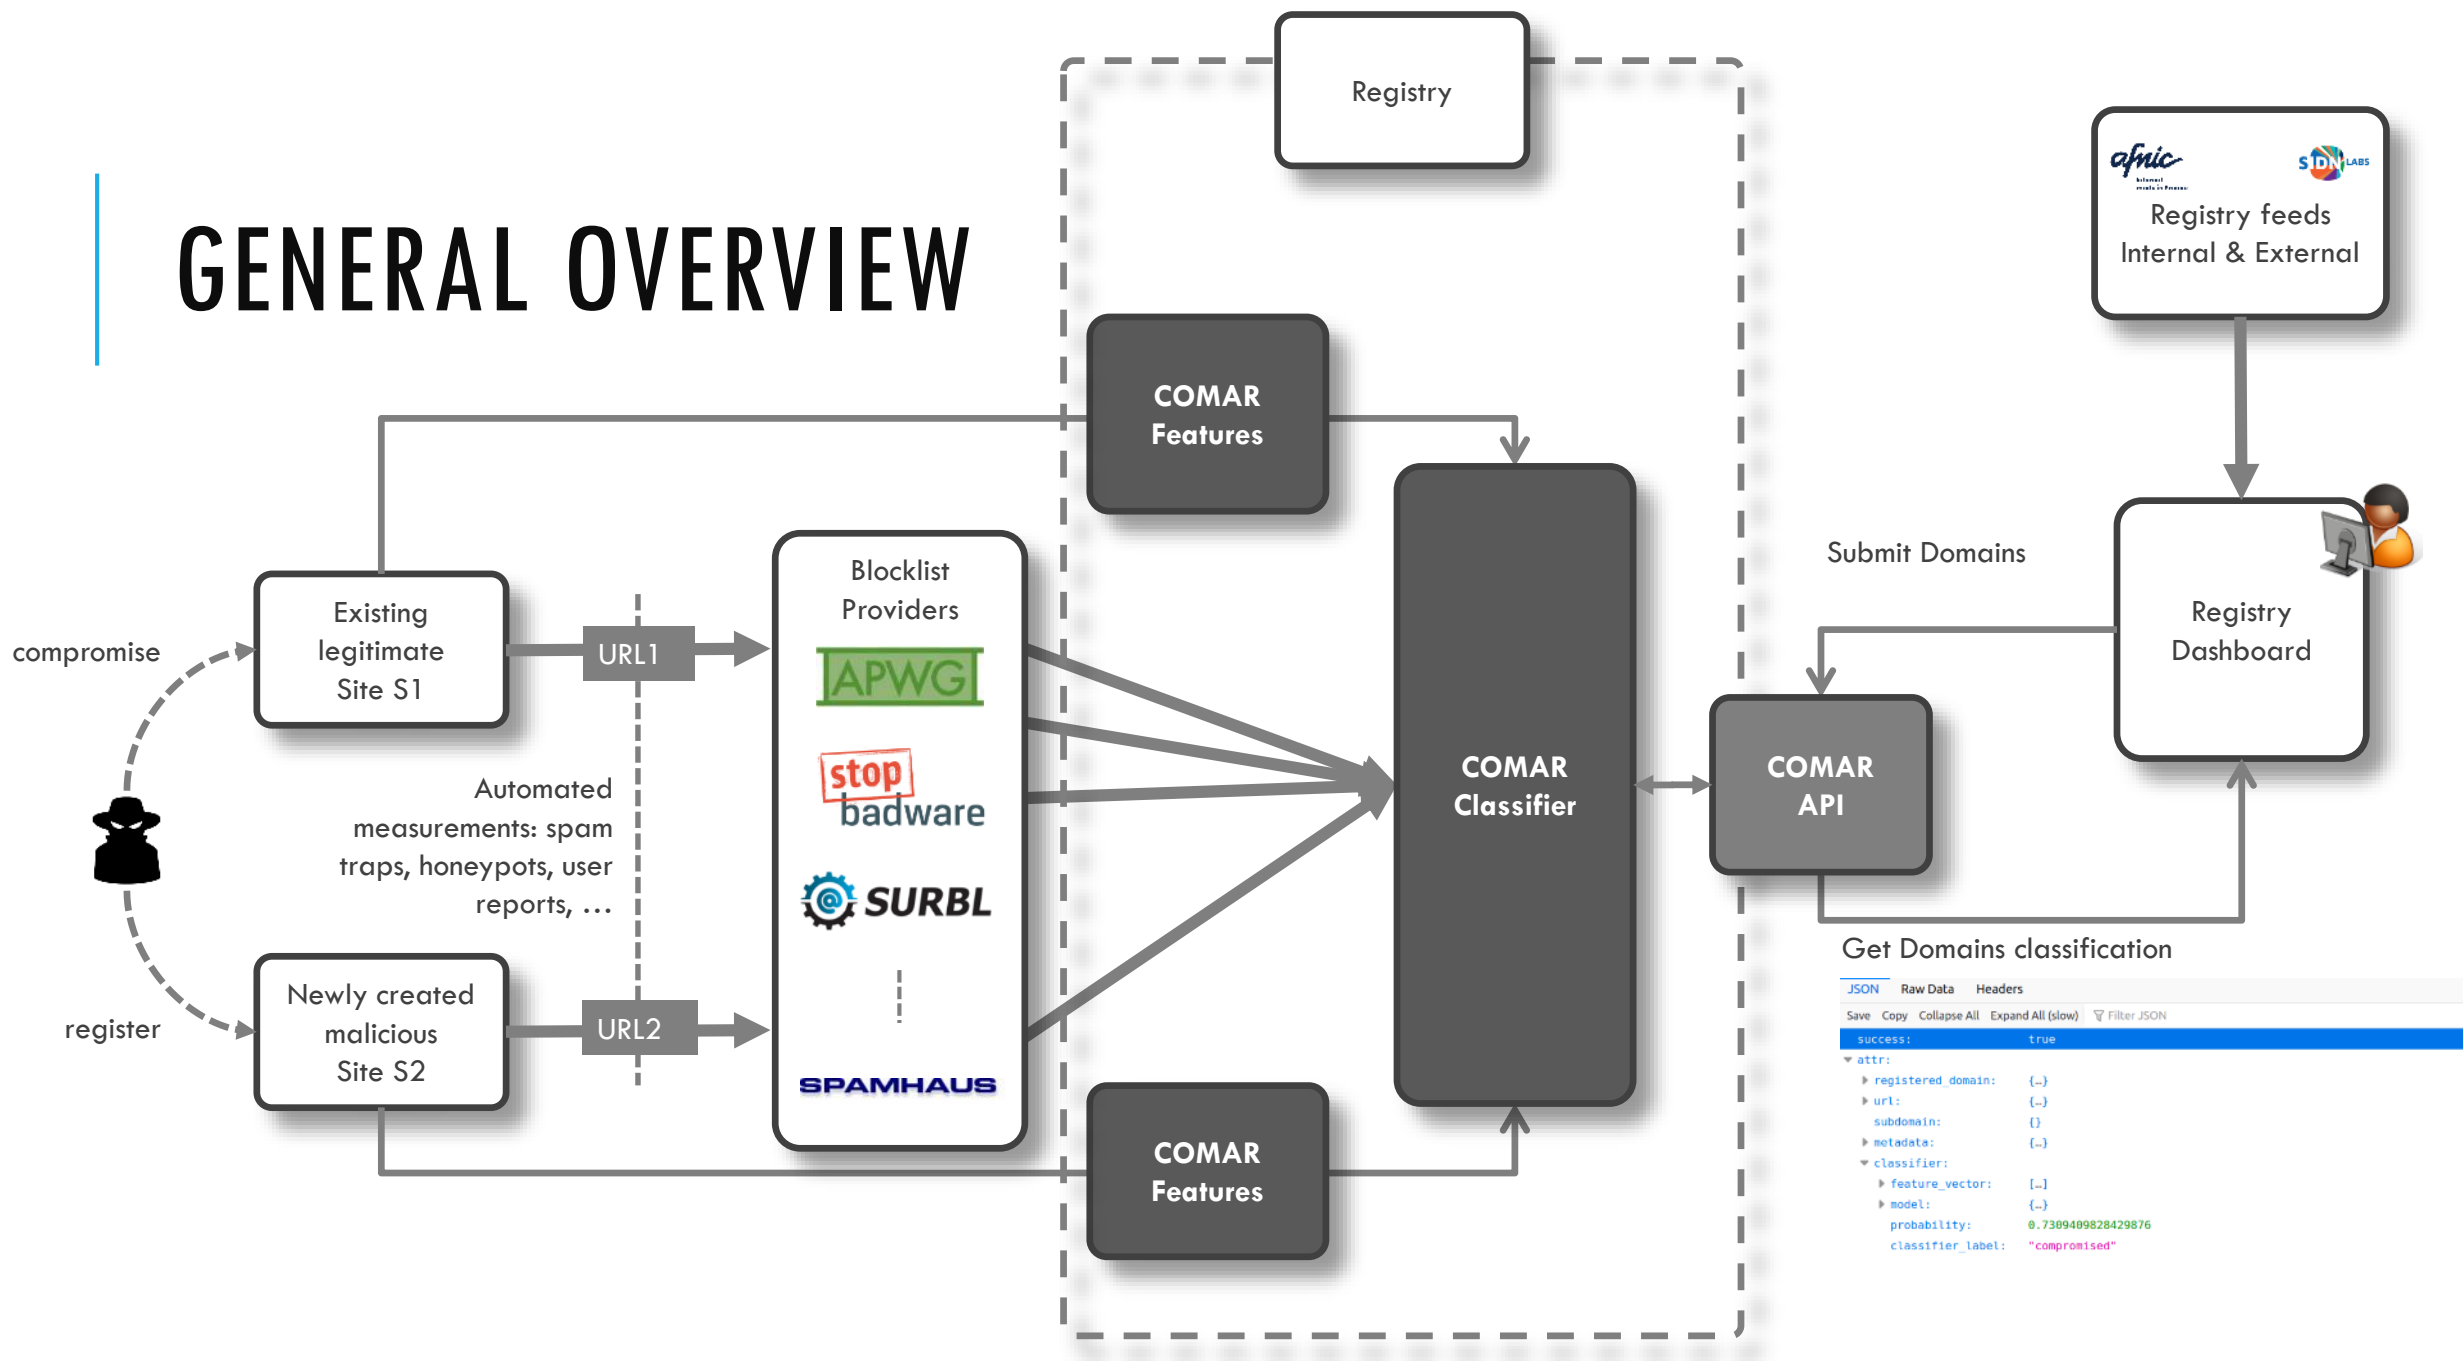 GENERAL OVERVIEW
Registry
afnic
SIDN LABS
Registry feeds
Internal & External
COMAR
Features
Submit Domains
Registry
Dashboard
compromise
Existing
legitimate
Site S1
URL1
Blocklist
Providers
APWG
stop
badware
SURBL
SPAMHAUS
Automated
measurements: spam
traps, honeypots, user
reports, ...
register
Newly created
malicious
Site S2
URL2
COMAR
Classifier
COMAR
API
COMAR
Features
Get Domains classification
JSON Raw Data Headers
Save Copy Collapse All Expand All (slow) Filter JSON
success: true
attr:
registered_domain: {…}
url: {…}
subdomain: {}
metadata: {…}
classifier:
feature_vector: […]
model: {…}
probability: 0.7309409828429876
classifier_label: "compromised"